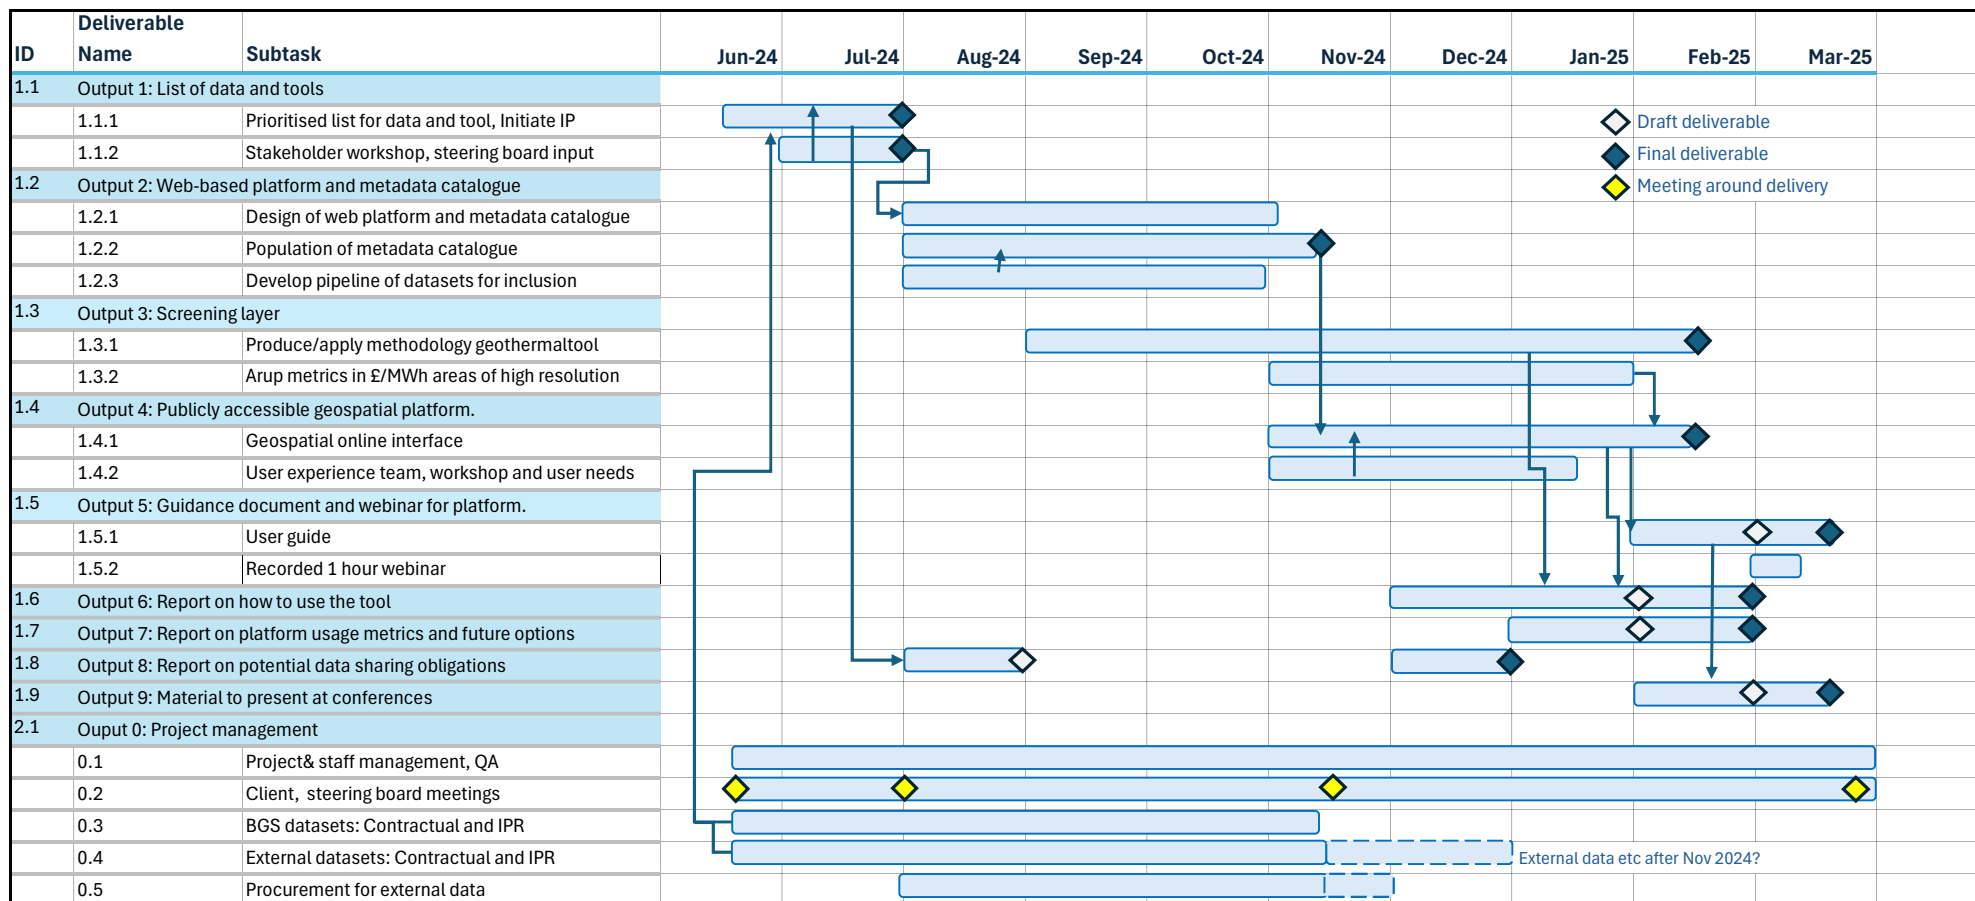 Deliverable
ID Name Subtask Jun-24 Jul-24 Aug-24 Sep-24 Oct-24 Nov-24 Dec-24 Jan-25 Feb-25 Mar-25
1.1 Output 1: List of data and tools
1.1.1 Prioritised list for data and tool, Initiate IP
Draft deliverable
1.1.2 Stakeholder workshop, steering board input
Final deliverable
1.2 Output 2: Web-based platform and metadata catalogue
Meeting around delivery
1.2.1 Design of web platform and metadata catalogue
1.2.2 Population of metadata catalogue
1.2.3 Develop pipeline of datasets for inclusion
1.3 Output 3: Screening layer
1.3.1 Produce/apply methodology geothermaltool
1.3.2 Arup metrics in £/MWh areas of high resolution
1.4 Output 4: Publicly accessible geospatial platform.
1.4.1 Geospatial online interface
1.4.2 User experience team, workshop and user needs
1.5 Output 5: Guidance document and webinar for platform.
1.5.1 User guide
1.5.2 Recorded 1 hour webinar
1.6 Output 6: Report on how to use the tool
1.7 Output 7: Report on platform usage metrics and future options
1.8 Output 8: Report on potential data sharing obligations
1.9 Output 9: Material to present at conferences
2.1 Ouput 0: Project management
0.1 Project& staff management, QA
0.2 Client, steering board meetings
0.3 BGS datasets: Contractual and IPR
0.4 External datasets: Contractual and IPR External data etc after Nov 2024?
0.5 Procurement for external data